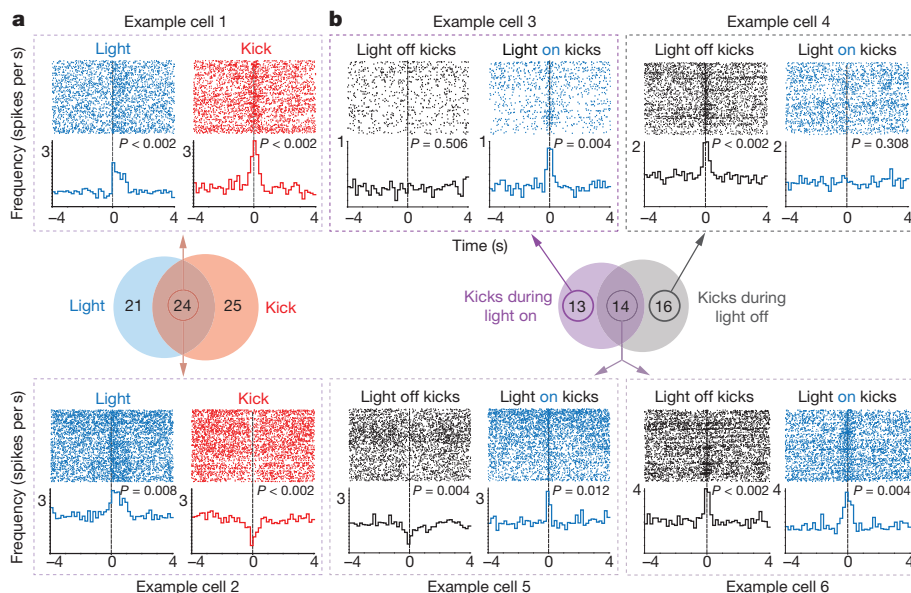 a
b
Example cell 1
Example cell 3
Example cell 4
Light
Kick
Light off kicks
Light on kicks
Light off kicks
Light on kicks
Frequency (spikes per s)
3
P < 0.002
3
P < 0.002
1
P = 0.506
1
P = 0.004
2
P < 0.002
2
P = 0.308
–4 0 4
–4 0 4
–4 0 4
–4 0 4
–4 0 4
–4 0 4
Time (s)
Light
21
24
25
Kick
Kicks during
light on
13
14
16
Kicks during
light off
Light
Kick
Light off kicks
Light on kicks
Light off kicks
Light on kicks
Frequency (spikes per s)
3
P = 0.008
3
P < 0.002
3
P = 0.004
3
P = 0.012
4
P < 0.002
4
P = 0.004
–4 0 4
–4 0 4
–4 0 4
–4 0 4
–4 0 4
–4 0 4
Example cell 2
Example cell 5
Example cell 6